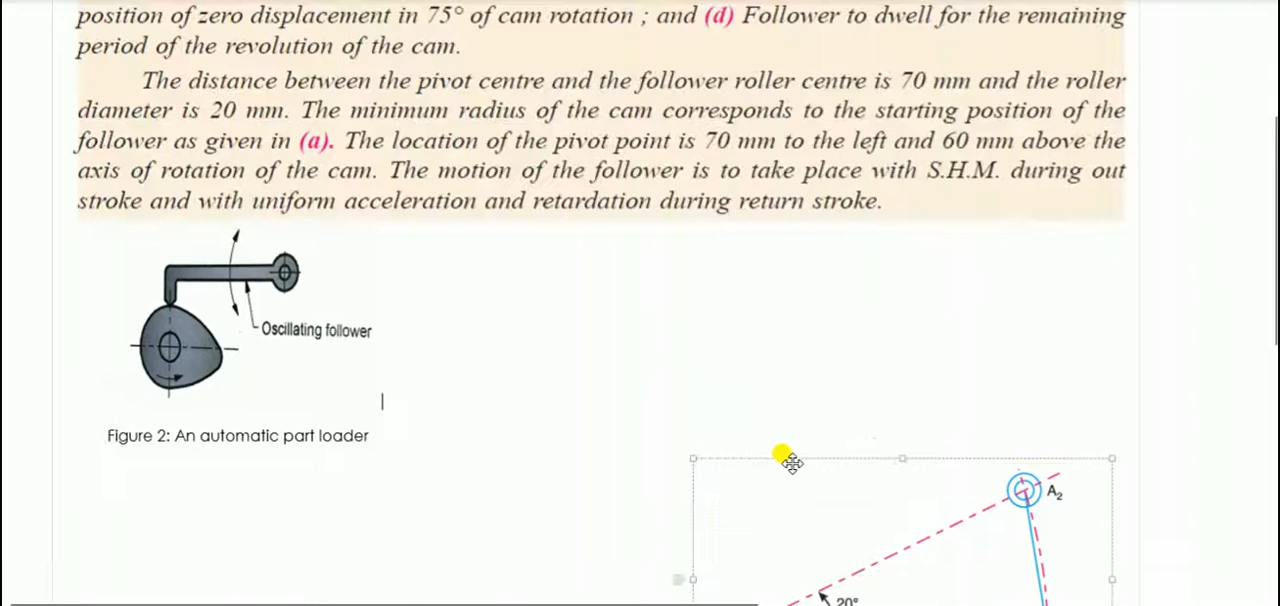 position of zero displacement in 75° of cam rotation ; and (d) Follower to dwell for the remaining
period of the revolution of the cam.
The distance between the pivot centre and the follower roller centre is 70 mm and the roller
diameter is 20 mm. The minimum radius of the cam corresponds to the starting position of the
follower as given in (a). The location of the pivot point is 70 mm to the left and 60 mm above the
axis of rotation of the cam. The motion of the follower is to take place with S.H.M. during out
stroke and with uniform acceleration and retardation during return stroke.
Oscillating follower
Figure 2: An automatic part loader
A2
20°